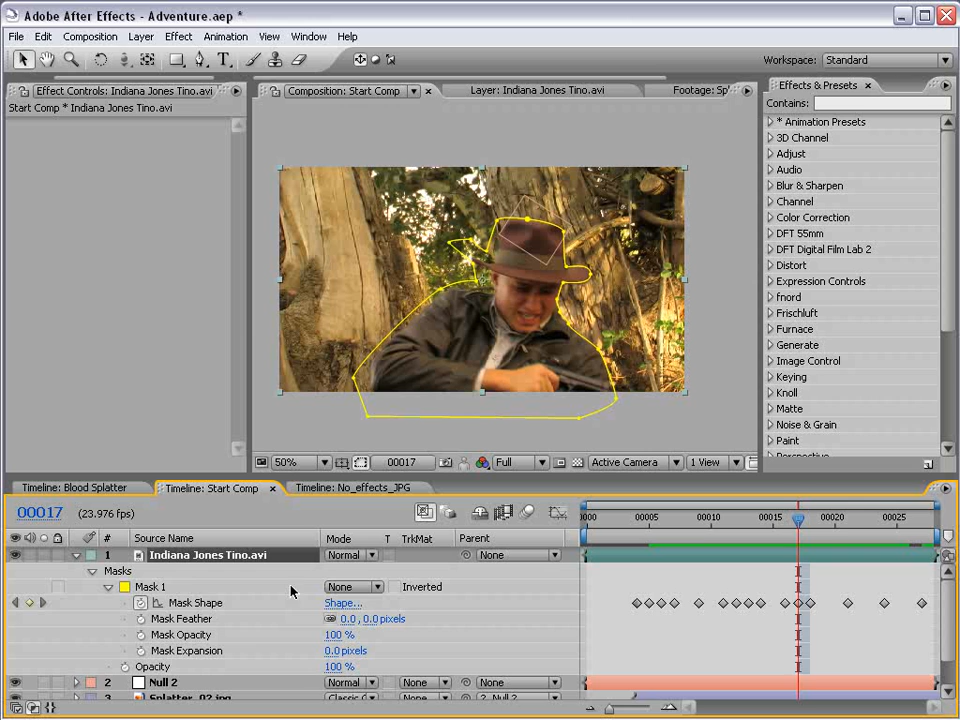 Adobe After Effects - Adventure.aep *
File Edit Composition Layer Effect Animation View Window Help
Workspace: Standard
Effect Controls: Indiana Jones Tino.avi
Start Comp * Indiana Jones Tino.avi
Composition: Start Comp
Layer: Indiana Jones Tino.avi
Footage: Sp
Effects & Presets
Contains:
* Animation Presets
3D Channel
Adjust
Audio
Blur & Sharpen
Channel
Color Correction
DFT 55mm
DFT Digital Film Lab 2
Distort
Expression Controls
fnord
Frischluft
Furnace
Generate
Image Control
Keying
Knoll
Matte
Noise & Grain
Paint
50% 00017 Full Active Camera 1 View
Timeline: Blood Splatter
Timeline: Start Comp
Timeline: No_effects_JPG
00017 (23.976 fps)
0000 00005 00010 00015 00020 00025
# Source Name Mode T TrkMat Parent
1 Indiana Jones Tino.avi Normal None
Masks
Mask 1 None Inverted
Mask Shape Shape...
Mask Feather 0.0 , 0.0 pixels
Mask Opacity 100 %
Mask Expansion 0.0 pixels
Opacity 100 %
2 Null 2 Normal None None
3 Splatter_02.jpg Classic None 2. Null 2